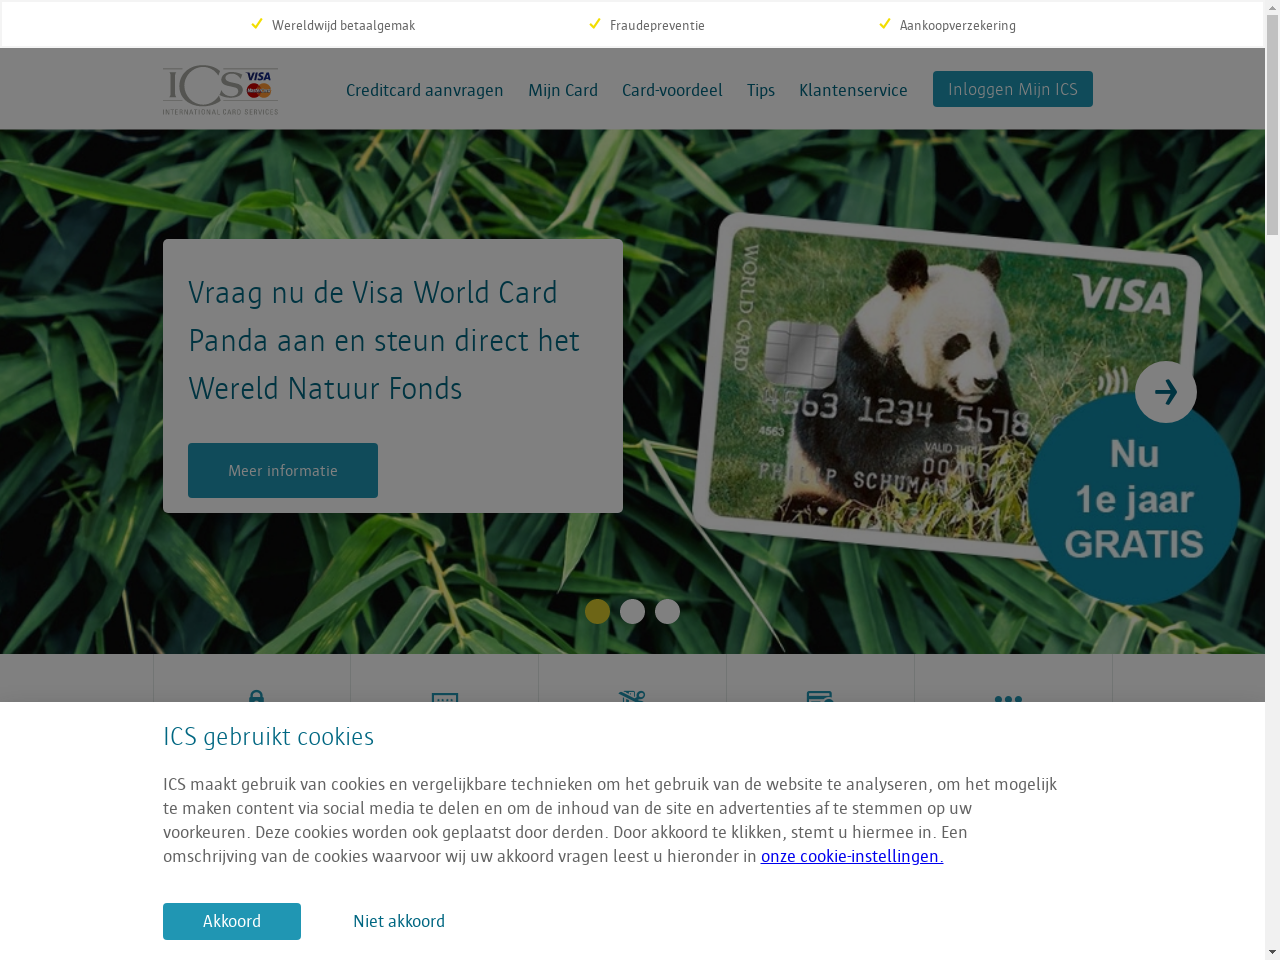 Wereldwijd betaalgemak
Fraudepreventie
Aankoopverzekering
ICS VISA
MasterCard
INTERNATIONAL CARD SERVICES
Creditcard aanvragen
Mijn Card
Card-voordeel
Tips
Klantenservice
Inloggen Mijn ICS
Vraag nu de Visa World Card
Panda aan en steun direct het
Wereld Natuur Fonds
Meer informatie
WORLD CARD
VISA
4563 1234 5678
4563
VALID THRU
00/00
PHILIP SCHUMAN
Nu
1e jaar
GRATIS
ICS gebruikt cookies
ICS maakt gebruik van cookies en vergelijkbare technieken om het gebruik van de website te analyseren, om het mogelijk
te maken content via social media te delen en om de inhoud van de site en advertenties af te stemmen op uw
voorkeuren. Deze cookies worden ook geplaatst door derden. Door akkoord te klikken, stemt u hiermee in. Een
omschrijving van de cookies waarvoor wij uw akkoord vragen leest u hieronder in onze cookie-instellingen.
Akkoord
Niet akkoord